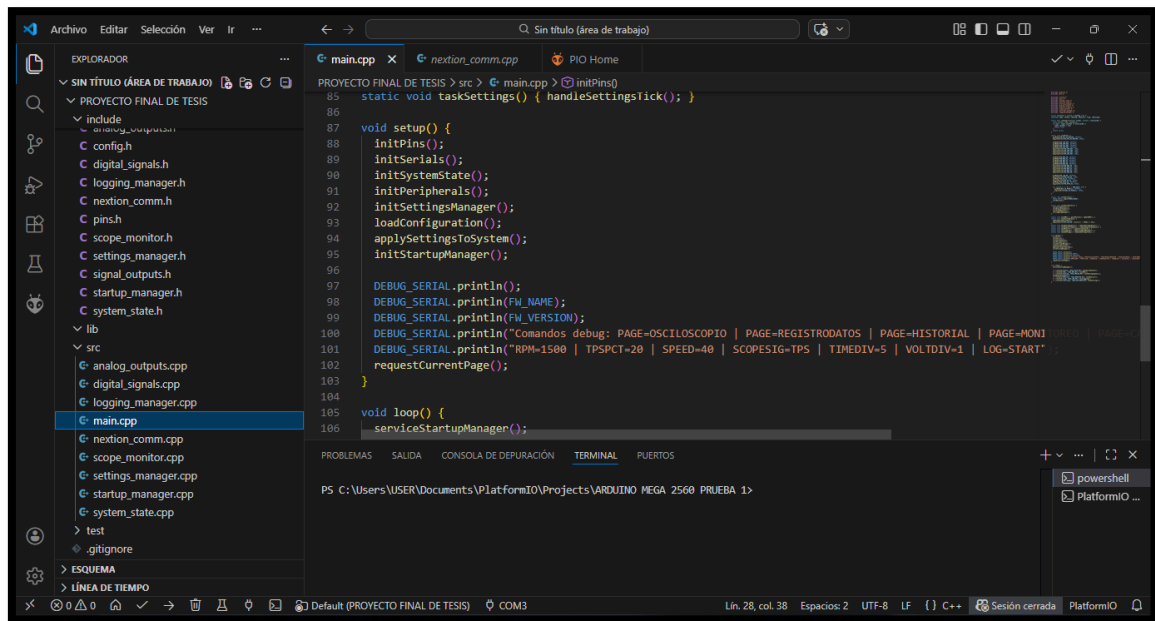 Archivo Editar Selección Ver Ir ···
Sin título (área de trabajo)
EXPLORADOR ···
SIN TÍTULO (ÁREA DE TRABAJO)
PROYECTO FINAL DE TESIS
include
analog_outputs.h
C config.h
C digital_signals.h
C logging_manager.h
C nextion_comm.h
C pins.h
C scope_monitor.h
C settings_manager.h
C signal_outputs.h
C startup_manager.h
C system_state.h
lib
src
analog_outputs.cpp
digital_signals.cpp
logging_manager.cpp
main.cpp
nextion_comm.cpp
scope_monitor.cpp
settings_manager.cpp
startup_manager.cpp
system_state.cpp
test
.gitignore
ESQUEMA
LÍNEA DE TIEMPO
main.cpp nextion_comm.cpp PIO Home
PROYECTO FINAL DE TESIS > src > main.cpp > initPins()
85 static void taskSettings() { handleSettingsTick(); }
86
87 void setup() {
88 initPins();
89 initSerials();
90 initSystemState();
91 initPeripherals();
92 initSettingsManager();
93 loadConfiguration();
94 applySettingsToSystem();
95 initStartupManager();
96
97 DEBUG_SERIAL.println();
98 DEBUG_SERIAL.println(FW_NAME);
99 DEBUG_SERIAL.println(FW_VERSION);
100 DEBUG_SERIAL.println("Comandos debug: PAGE=OSCILOSCOPIO | PAGE=REGISTRODATOS | PAGE=HISTORIAL | PAGE=MONITOREO | PAGE=
101 DEBUG_SERIAL.println("RPM=1500 | TPSPCT=20 | SPEED=40 | SCOPESIG=TPS | TIMEDIV=5 | VOLTDIV=1 | LOG=START");
102 requestCurrentPage();
103 }
104
105 void loop() {
106 serviceStartupManager();
PROBLEMAS SALIDA CONSOLA DE DEPURACIÓN TERMINAL PUERTOS
PS C:\Users\USER\Documents\PlatformIO\Projects\ARDUINO MEGA 2560 PRUEBA 1>
powershell
PlatformIO ...
0 0 Default (PROYECTO FINAL DE TESIS) COM3 Lín. 28, col. 38 Espacios: 2 UTF-8 LF {} C++ Sesión cerrada PlatformIO